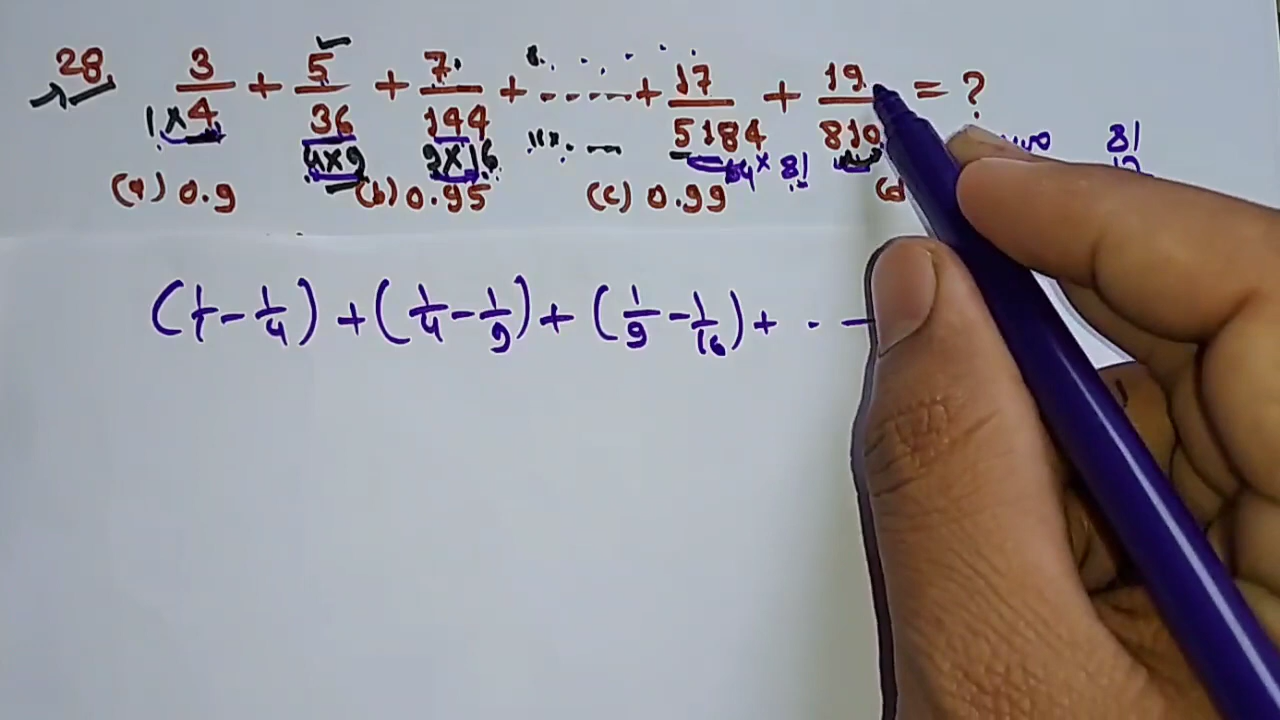 28 3/4 + 5/36 + 7/144 + ...... + 17/5184 + 19/810 = ?
1× 4×9 9×16 64×81 81
(a) 0.9 (b) 0.95 (c) 0.99 (d
(1/1 - 1/4) + (1/4 - 1/9) + (1/9 - 1/16) + . -